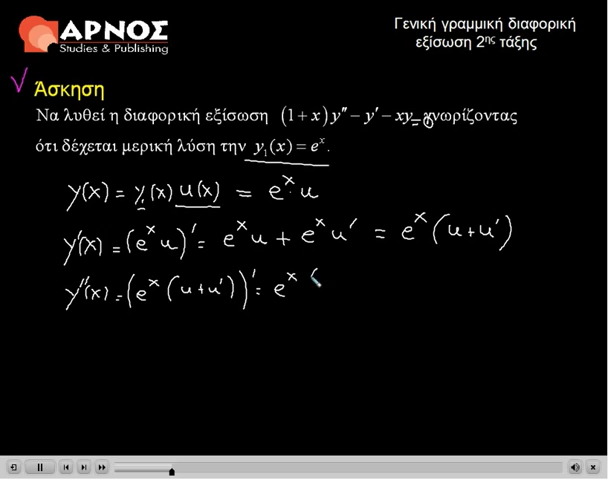 ΑΡΝΟΣ
Studies & Publishing
Γενική γραμμική διαφορική
εξίσωση 2ης τάξης
√ Άσκηση
Να λυθεί η διαφορική εξίσωση (1 + x) y″ − y′ − xy = 0 γνωρίζοντας
ότι δέχεται μερική λύση την y₁(x) = eˣ.
y(x) = y₁(x) u(x) = eˣ u
y'(x) = (eˣ u)' = eˣ u + eˣ u' = eˣ (u + u')
y''(x) = (eˣ (u + u'))' = eˣ (